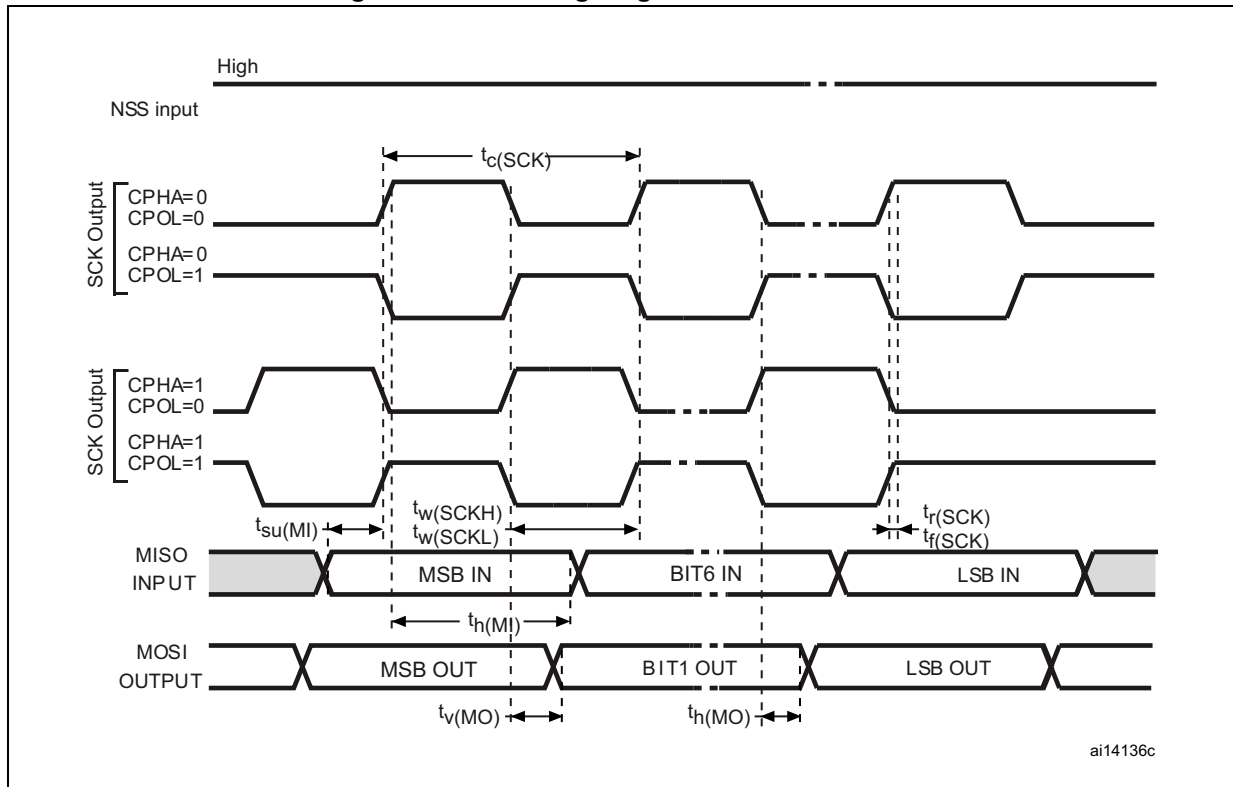 High
NSS input
tc(SCK)
SCK Output
CPHA=0
CPOL=0
CPHA=0
CPOL=1
SCK Output
CPHA=1
CPOL=0
CPHA=1
CPOL=1
tsu(MI)
tw(SCKH)
tw(SCKL)
tr(SCK)
tf(SCK)
MISO
INPUT
MSB IN
BIT6 IN
LSB IN
th(MI)
MOSI
OUTPUT
MSB OUT
BIT1 OUT
LSB OUT
tv(MO)
th(MO)
ai14136c